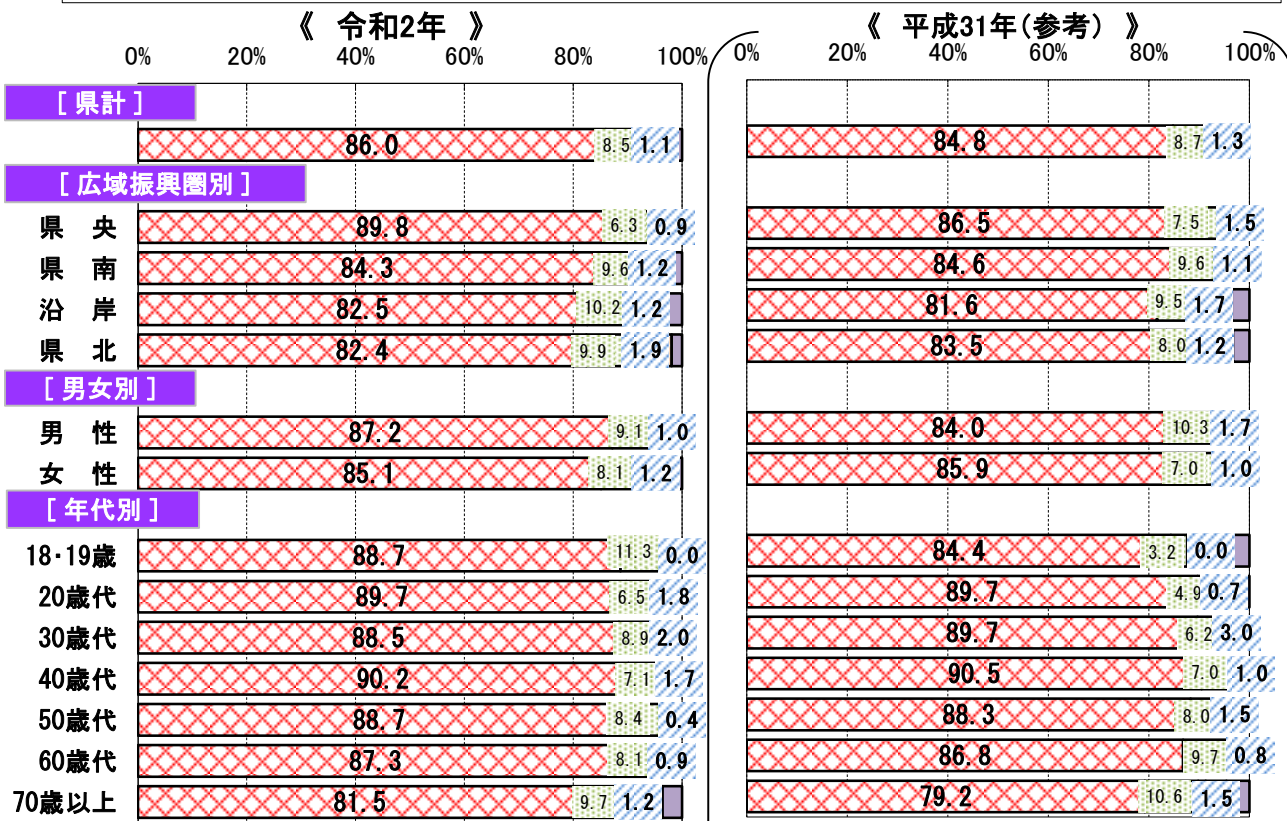 《 令和2年 》 《 平成31年(参考) 》
0% 20% 40% 60% 80% 100% 0% 20% 40% 60% 80% 100%
[ 県計 ]
86.0 8.5 1.1 84.8 8.7 1.3
[ 広域振興圏別 ]
県 央 89.8 6.3 0.9 86.5 7.5 1.5
県 南 84.3 9.6 1.2 84.6 9.6 1.1
沿 岸 82.5 10.2 1.2 81.6 9.5 1.7
県 北 82.4 9.9 1.9 83.5 8.0 1.2
[ 男女別 ]
男 性 87.2 9.1 1.0 84.0 10.3 1.7
女 性 85.1 8.1 1.2 85.9 7.0 1.0
[ 年代別 ]
18・19歳 88.7 11.3 0.0 84.4 3.2 0.0
20歳代 89.7 6.5 1.8 89.7 4.9 0.7
30歳代 88.5 8.9 2.0 89.7 6.2 3.0
40歳代 90.2 7.1 1.7 90.5 7.0 1.0
50歳代 88.7 8.4 0.4 88.3 8.0 1.5
60歳代 87.3 8.1 0.9 86.8 9.7 0.8
70歳以上 81.5 9.7 1.2 79.2 10.6 1.5